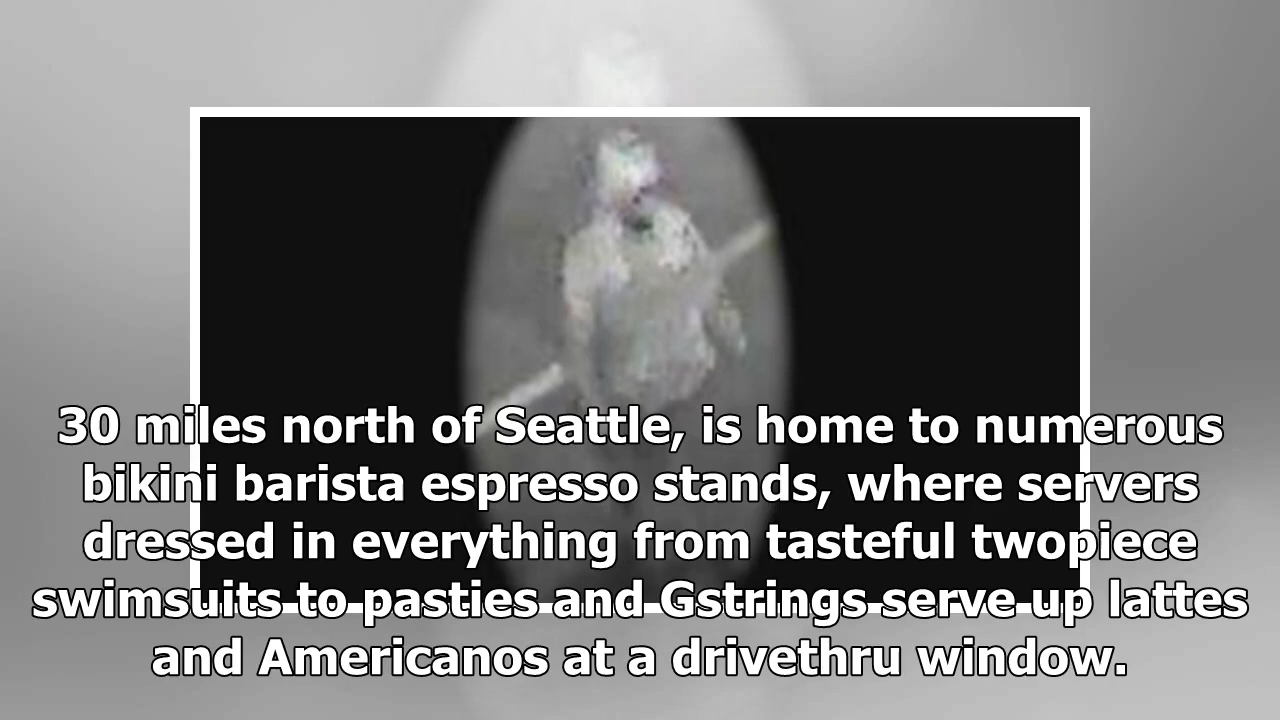 30 miles north of Seattle, is home to numerous
bikini barista espresso stands, where servers
dressed in everything from tasteful twopiece
swimsuits to pasties and Gstrings serve up lattes
and Americanos at a drivethru window.